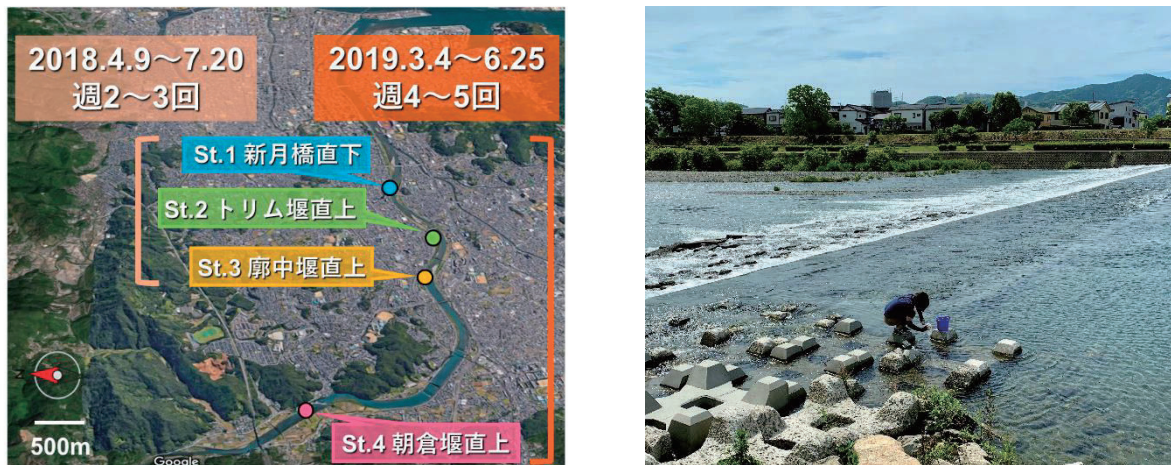 2018.4.9～7.20
週2～3回
2019.3.4～6.25
週4～5回
St.1 新月橋直下
St.2 トリム堰直上
St.3 廓中堰直上
St.4 朝倉堰直上
500m
Google